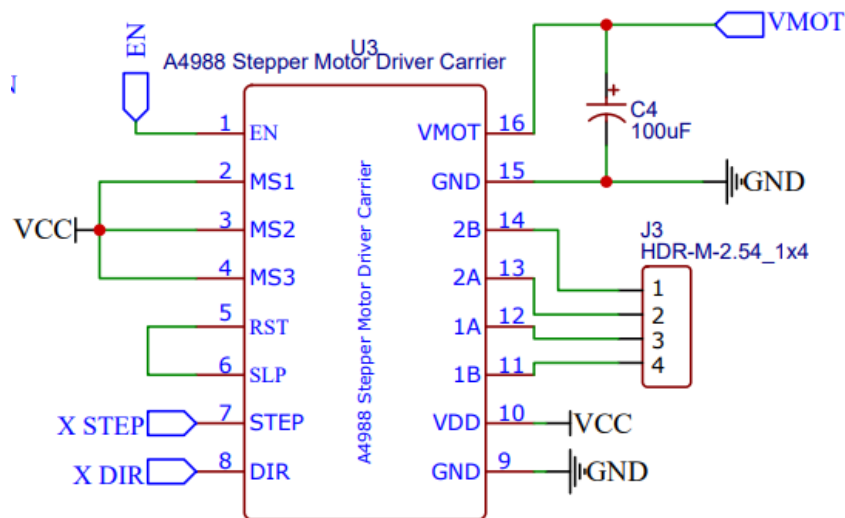 EN
U3
A4988 Stepper Motor Driver Carrier
VMOT
C4
100uF
1 EN
VMOT 16
2 MS1
GND 15
GND
VCC
3 MS2
2B 14
4 MS3
2A 13
5 RST
1A 12
6 SLP
1B 11
X STEP 7 STEP
VDD 10 VCC
X DIR 8 DIR
GND 9 GND
A4988 Stepper Motor Driver Carrier
J3
HDR-M-2.54_1x4
1
2
3
4
+